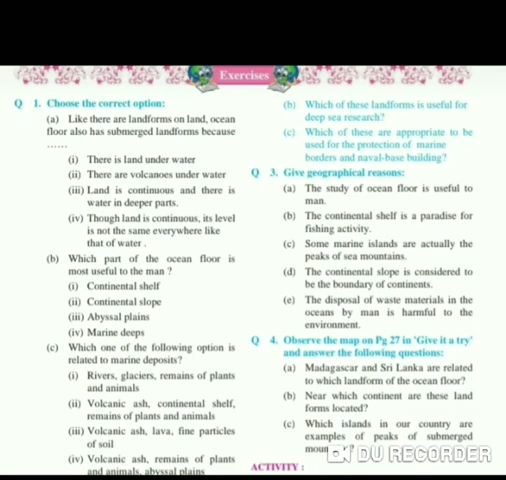 Exercises
Q 1. Choose the correct option:
(a) Like there are landforms on land, ocean
floor also has submerged landforms because
......
(i) There is land under water
(ii) There are volcanoes under water
(iii) Land is continuous and there is
water in deeper parts.
(iv) Though land is continuous, its level
is not the same everywhere like
that of water .
(b) Which part of the ocean floor is
most useful to the man ?
(i) Continental shelf
(ii) Continental slope
(iii) Abyssal plains
(iv) Marine deeps
(c) Which one of the following option is
related to marine deposits?
(i) Rivers, glaciers, remains of plants
and animals
(ii) Volcanic ash, continental shelf,
remains of plants and animals
(iii) Volcanic ash, lava, fine particles
of soil
(iv) Volcanic ash, remains of plants
and animals, abyssal plains
(b) Which of these landforms is useful for
deep sea research?
(c) Which of these are appropriate to be
used for the protection of marine
borders and naval-base building?
Q 3. Give geographical reasons:
(a) The study of ocean floor is useful to
man.
(b) The continental shelf is a paradise for
fishing activity.
(c) Some marine islands are actually the
peaks of sea mountains.
(d) The continental slope is considered to
be the boundary of continents.
(e) The disposal of waste materials in the
oceans by man is harmful to the
environment.
Q 4. Observe the map on Pg 27 in 'Give it a try'
and answer the following questions:
(a) Madagascar and Sri Lanka are related
to which landform of the ocean floor?
(b) Near which continent are these land
forms located?
(c) Which islands in our country are
examples of peaks of submerged
DU RECORDER
ACTIVITY :